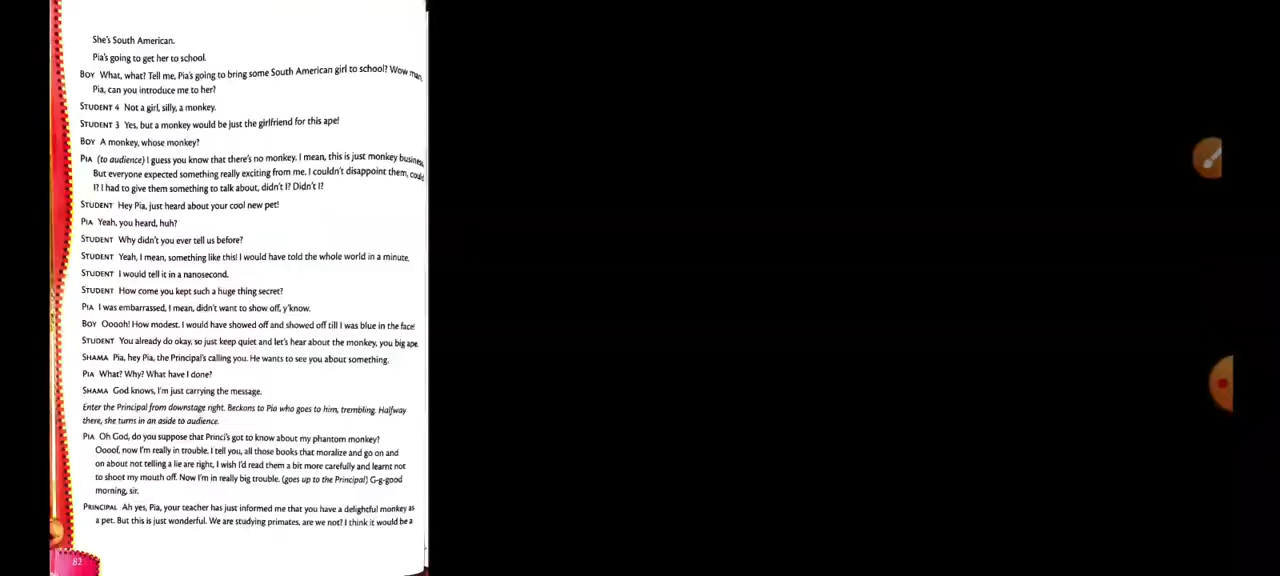 She's South American.
Pia's going to get her to school.
BOY What, what? Tell me, Pia's going to bring some South American girl to school? Wow man,
Pia, can you introduce me to her?
STUDENT 4 Not a girl, silly, a monkey.
STUDENT 3 Yes, but a monkey would be just the girlfriend for this ape!
BOY A monkey, whose monkey?
PIA (to audience) I guess you know that there's no monkey. I mean, this is just monkey business,
But everyone expected something really exciting from me. I couldn't disappoint them, could
I? I had to give them something to talk about, didn't I? Didn't I?
STUDENT Hey Pia, just heard about your cool new pet!
PIA Yeah, you heard, huh?
STUDENT Why didn't you ever tell us before?
STUDENT Yeah, I mean, something like this! I would have told the whole world in a minute.
STUDENT I would tell it in a nanosecond.
STUDENT How come you kept such a huge thing secret?
PIA I was embarrassed, I mean, didn't want to show off, y'know.
BOY Ooooh! How modest. I would have showed off and showed off till I was blue in the face!
STUDENT You already do okay, so just keep quiet and let's hear about the monkey, you big ape.
SHAMA Pia, hey Pia, the Principal's calling you. He wants to see you about something.
PIA What? Why? What have I done?
SHAMA God knows, I'm just carrying the message.
Enter the Principal from downstage right. Beckons to Pia who goes to him, trembling. Halfway
there, she turns in an aside to audience.
PIA Oh God, do you suppose that Princi's got to know about my phantom monkey?
Oooof, now I'm really in trouble. I tell you, all those books that moralize and go on and
on about not telling a lie are right, I wish I'd read them a bit more carefully and learnt not
to shoot my mouth off. Now I'm in really big trouble. (goes up to the Principal) G-g-good
morning, sir.
PRINCIPAL Ah yes, Pia, your teacher has just informed me that you have a delightful monkey as
a pet. But this is just wonderful. We are studying primates, are we not? I think it would be a
82